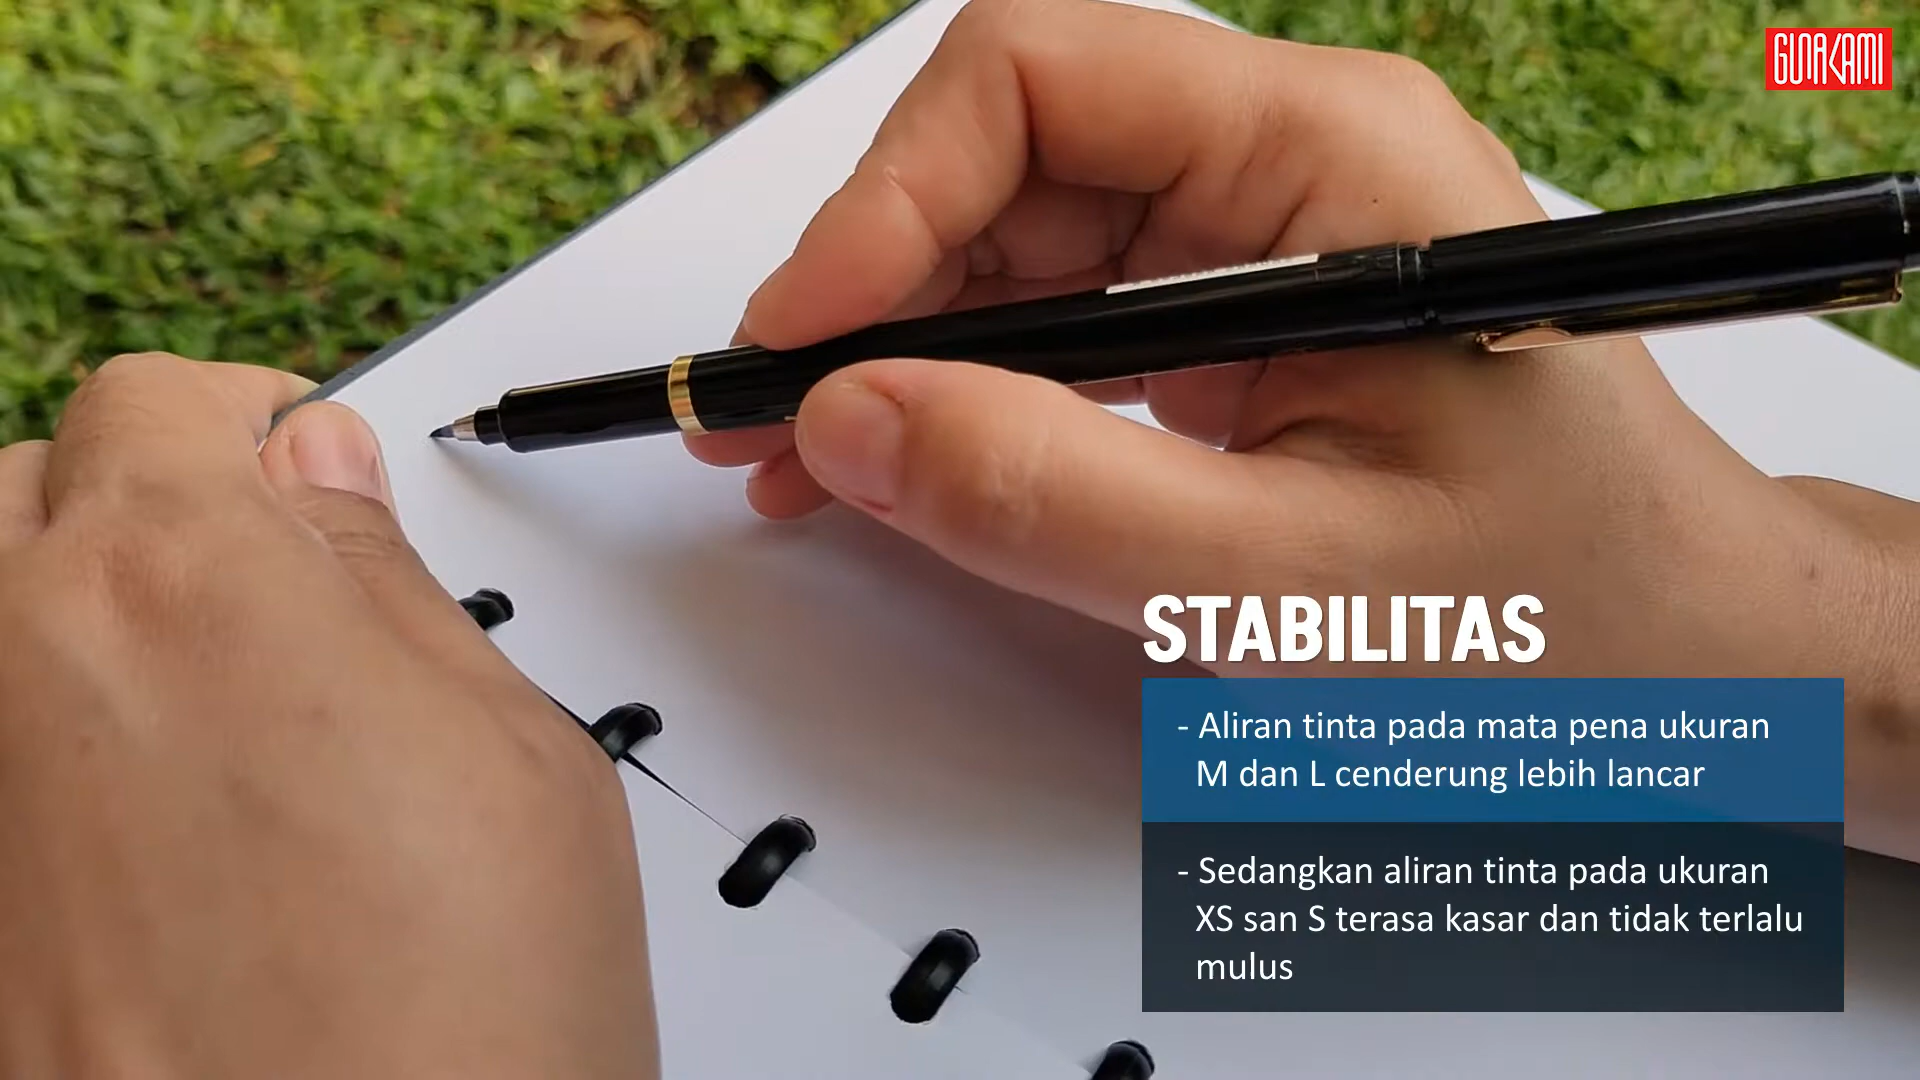 GUNAKAMI
STABILITAS
- Aliran tinta pada mata pena ukuran
M dan L cenderung lebih lancar
- Sedangkan aliran tinta pada ukuran
XS san S terasa kasar dan tidak terlalu
mulus